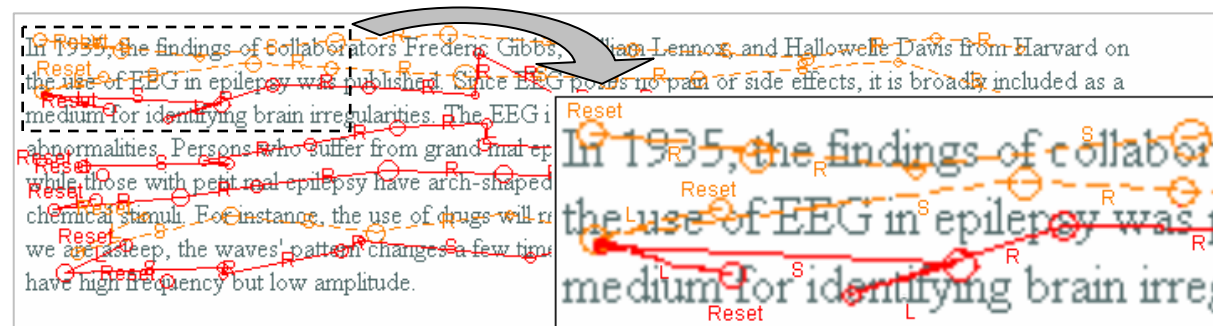 In 1935, the findings of collaborators Frederic Gibbs, William Lennox, and Hallowelle Davis from Harvard on
the use of EEG in epilepsy was published. Since EEG poses no pain or side effects, it is broadly included as a
medium for identifying brain irregularities. The EEG i
abnormalities. Persons who suffer from grand mal ep
while those with petit mal epilepsy have arch-shaped
chemical stimuli. For instance, the use of drugs will re
we are asleep, the waves' pattern changes a few time
have high frequency but low amplitude.
Reset
In 1935, the findings of collabor
R R S
Reset
the use of EEG in epilepsy was p
L S R
medium for identifying brain irreg
L S R R
Reset L